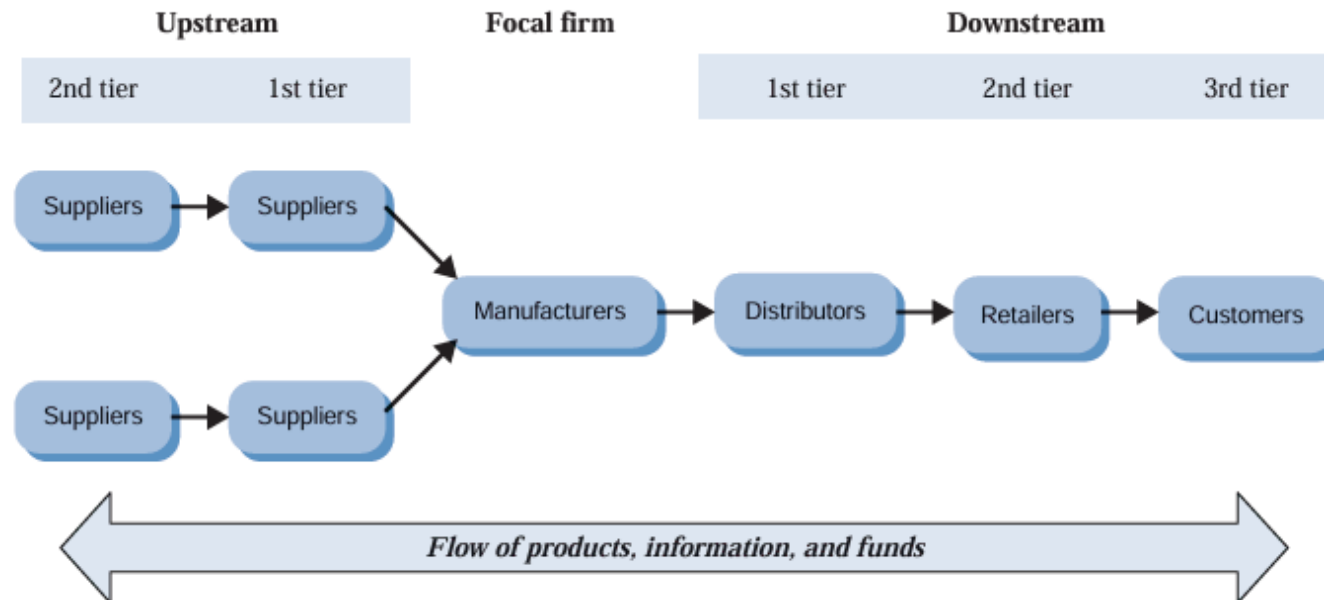 Upstream Focal firm Downstream
2nd tier 1st tier 1st tier 2nd tier 3rd tier
Suppliers Suppliers
Manufacturers Distributors Retailers Customers
Suppliers Suppliers
Flow of products, information, and funds